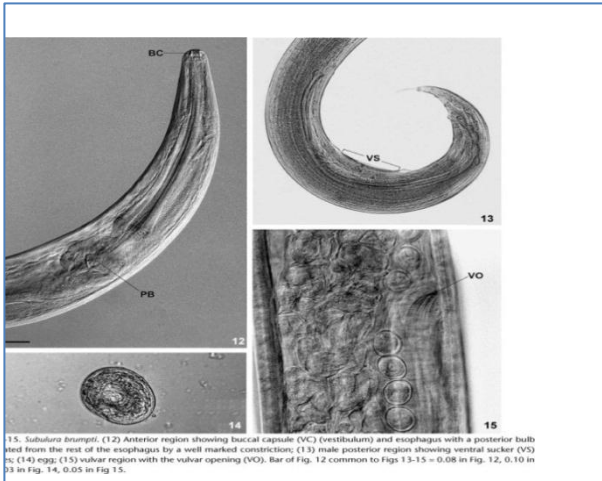 BC
PB
12
VS
13
14
VO
15
-15. Subulura brumpti. (12) Anterior region showing buccal capsule (VC) (vestibulum) and esophagus with a posterior bulb
ated from the rest of the esophagus by a well marked constriction; (13) male posterior region showing ventral sucker (VS)
es; (14) egg; (15) vulvar region with the vulvar opening (VO). Bar of Fig. 12 common to Figs 13-15 = 0.08 in Fig. 12, 0.10 in
03 in Fig. 14, 0.05 in Fig 15.